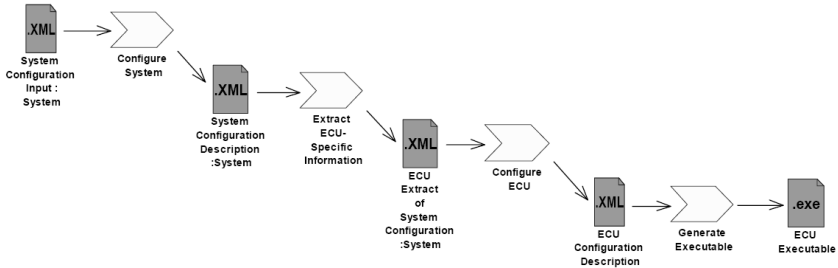 .XML
System
Configuration
Input :
System
Configure
System
.XML
System
Configuration
Description
:System
Extract
ECU-
Specific
Information
.XML
ECU
Extract
of
System
Configuration
:System
Configure
ECU
.XML
ECU
Configuration
Description
Generate
Executable
.exe
ECU
Executable